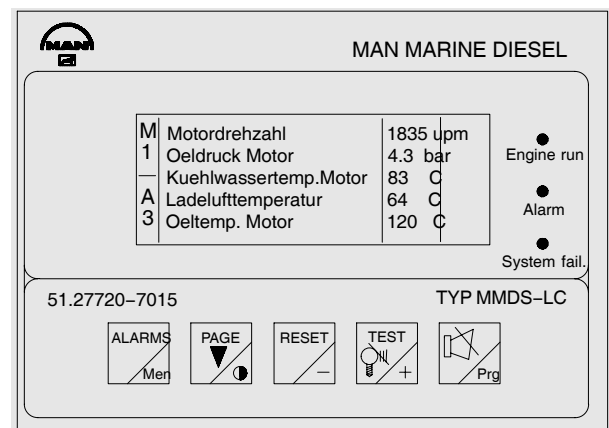 MAN
MAN MARINE DIESEL
M Motordrehzahl 1835 upm
1 Oeldruck Motor 4.3 bar
— Kuehlwassertemp.Motor 83 C
A Ladelufttemperatur 64 C
3 Oeltemp. Motor 120 C
Engine run
Alarm
System fail.
51.27720–7015
TYP MMDS–LC
ALARMS
Men
PAGE
RESET
–
TEST
+
Prg